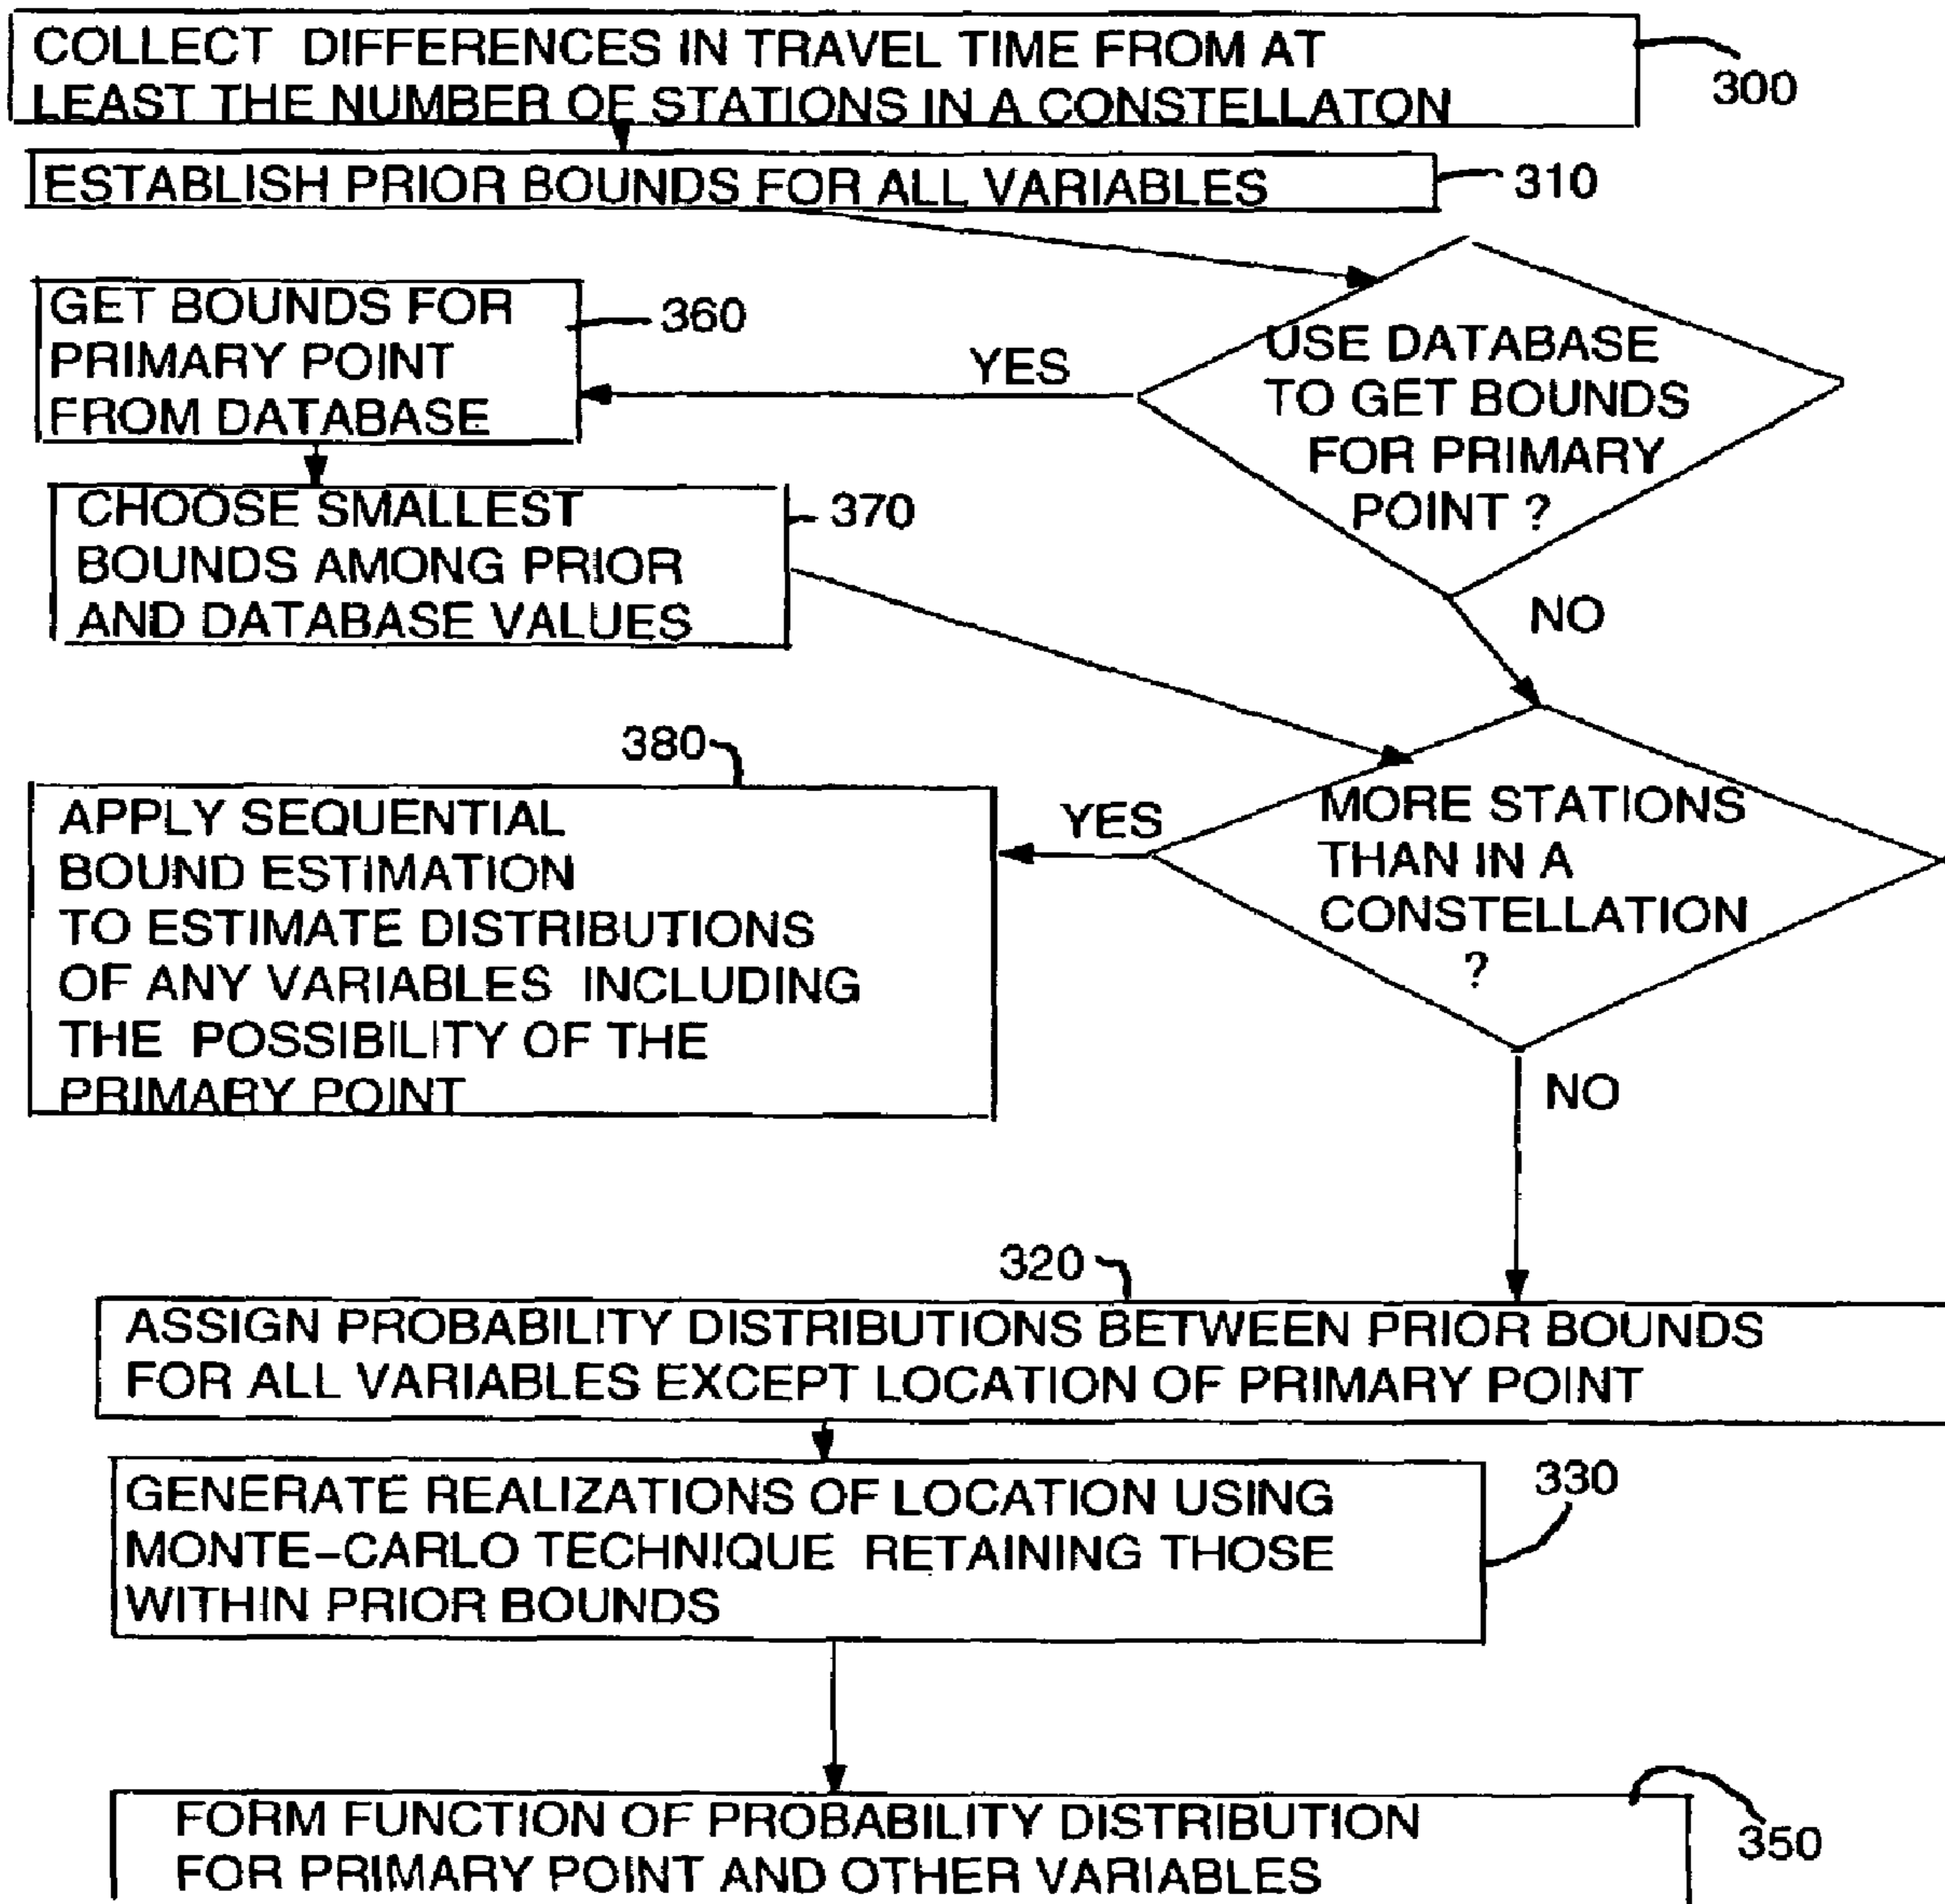 COLLECT DIFFERENCES IN TRAVEL TIME FROM AT
LEAST THE NUMBER OF STATIONS IN A CONSTELLATON
300
ESTABLISH PRIOR BOUNDS FOR ALL VARIABLES
310
GET BOUNDS FOR
PRIMARY POINT
FROM DATABASE
360
YES
USE DATABASE
TO GET BOUNDS
FOR PRIMARY
POINT ?
CHOOSE SMALLEST
BOUNDS AMONG PRIOR
AND DATABASE VALUES
370
NO
380
APPLY SEQUENTIAL
BOUND ESTIMATION
TO ESTIMATE DISTRIBUTIONS
OF ANY VARIABLES INCLUDING
THE POSSIBILITY OF THE
PRIMARY POINT
YES
MORE STATIONS
THAN IN A
CONSTELLATION
?
NO
320
ASSIGN PROBABILITY DISTRIBUTIONS BETWEEN PRIOR BOUNDS
FOR ALL VARIABLES EXCEPT LOCATION OF PRIMARY POINT
GENERATE REALIZATIONS OF LOCATION USING
MONTE-CARLO TECHNIQUE RETAINING THOSE
WITHIN PRIOR BOUNDS
330
FORM FUNCTION OF PROBABILITY DISTRIBUTION
FOR PRIMARY POINT AND OTHER VARIABLES
350